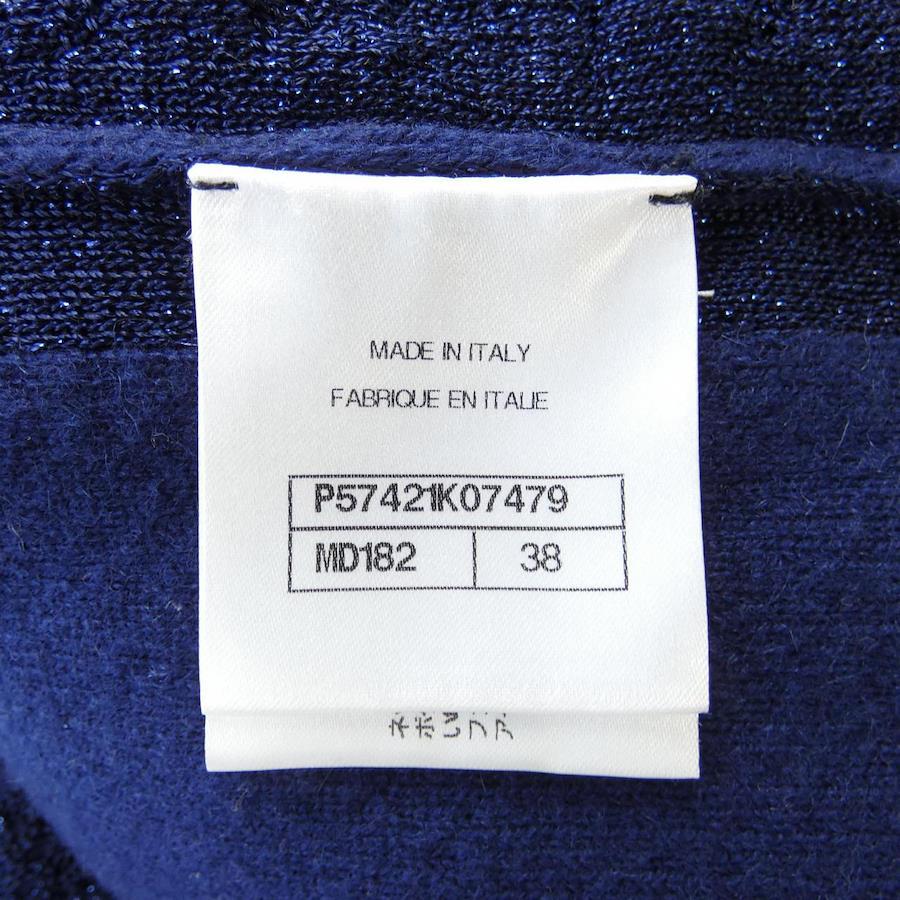 MADE IN ITALY
FABRIQUE EN ITALIE
P57421K07479
MD182 38